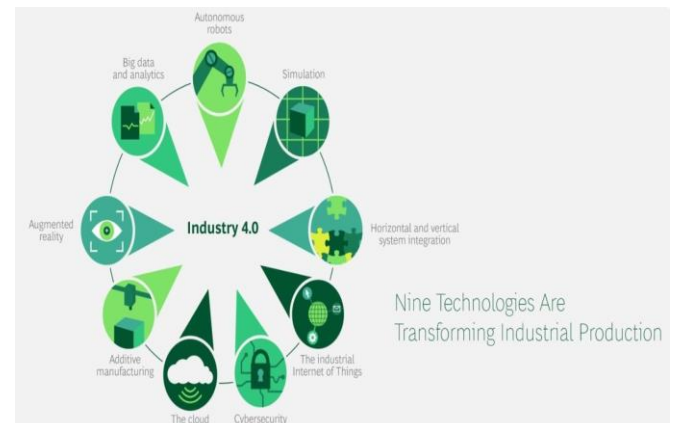 Autonomous
robots
Simulation
Horizontal and vertical
system integration
The industrial
Internet of Things
Cybersecurity
The cloud
Additive
manufacturing
Augmented
reality
Big data
and analytics
Industry 4.0
Nine Technologies Are
Transforming Industrial Production